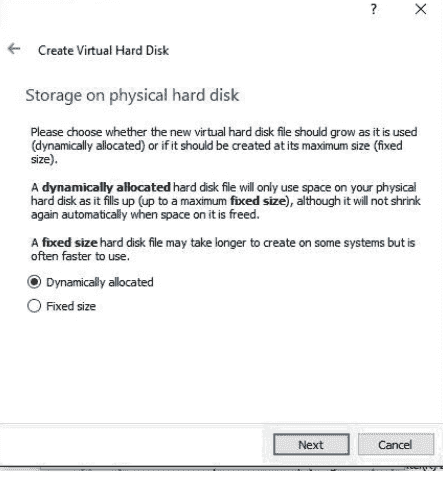 ?
Create Virtual Hard Disk
Storage on physical hard disk
Please choose whether the new virtual hard disk file should grow as it is used
(dynamically allocated) or if it should be created at its maximum size (fixed
size).
A dynamically allocated hard disk file will only use space on your physical
hard disk as it fills up (up to a maximum fixed size), although it will not shrink
again automatically when space on it is freed.
A fixed size hard disk file may take longer to create on some systems but is
often faster to use.
Dynamically allocated
Fixed size
Next Cancel